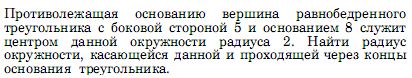 Противолежащая основанию вершина равнобедренного
треугольника с боковой стороной 5 и основанием 8 служит
центром данной окружности радиуса 2. Найти радиус
окружности, касающейся данной и проходящей через концы
основания треугольника.